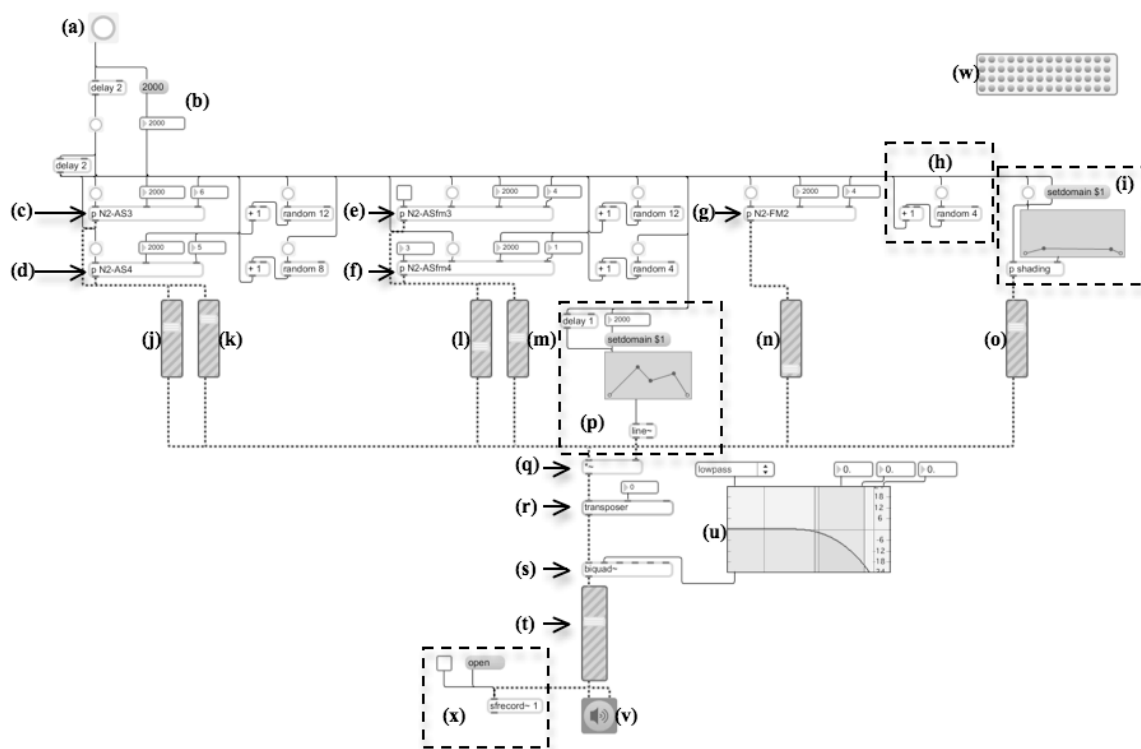 (a)
(w)
delay 2
2000
(b)
2000
delay 2
(h)
(i)
setdomain $1
2000
6
2000
4
2000
4
(c)
p N2-AS3
+ 1
random 12
(e)
p N2-ASfm3
+ 1
random 12
(g)
p N2-FM2
+ 1
random 4
2000
5
3
2000
1
(d)
p N2-AS4
+ 1
random 8
(f)
p N2-ASfm4
+ 1
random 4
p shading
delay 1
2000
setdomain $1
(j)
(k)
(l)
(m)
(n)
(o)
(p)
line~
(q)
*~
lowpass
0.
0.
0.
0
(r)
transposer
(u)
18
12
6
-6
-12
-18
-24
(s)
biquad~
(t)
open
(x)
sfrecord~ 1
(v)